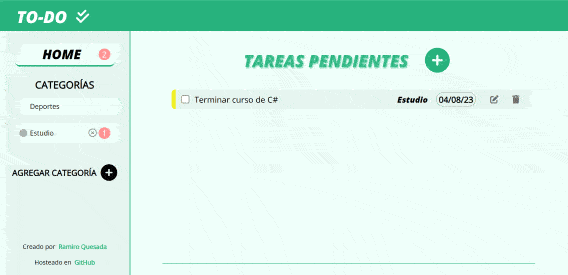 TO-DO
HOME 2
CATEGORÍAS
Deportes
Estudio 1
AGREGAR CATEGORÍA
Creado por Ramiro Quesada
Hosteado en GitHub
TAREAS PENDIENTES
Terminar curso de C# Estudio 04/08/23